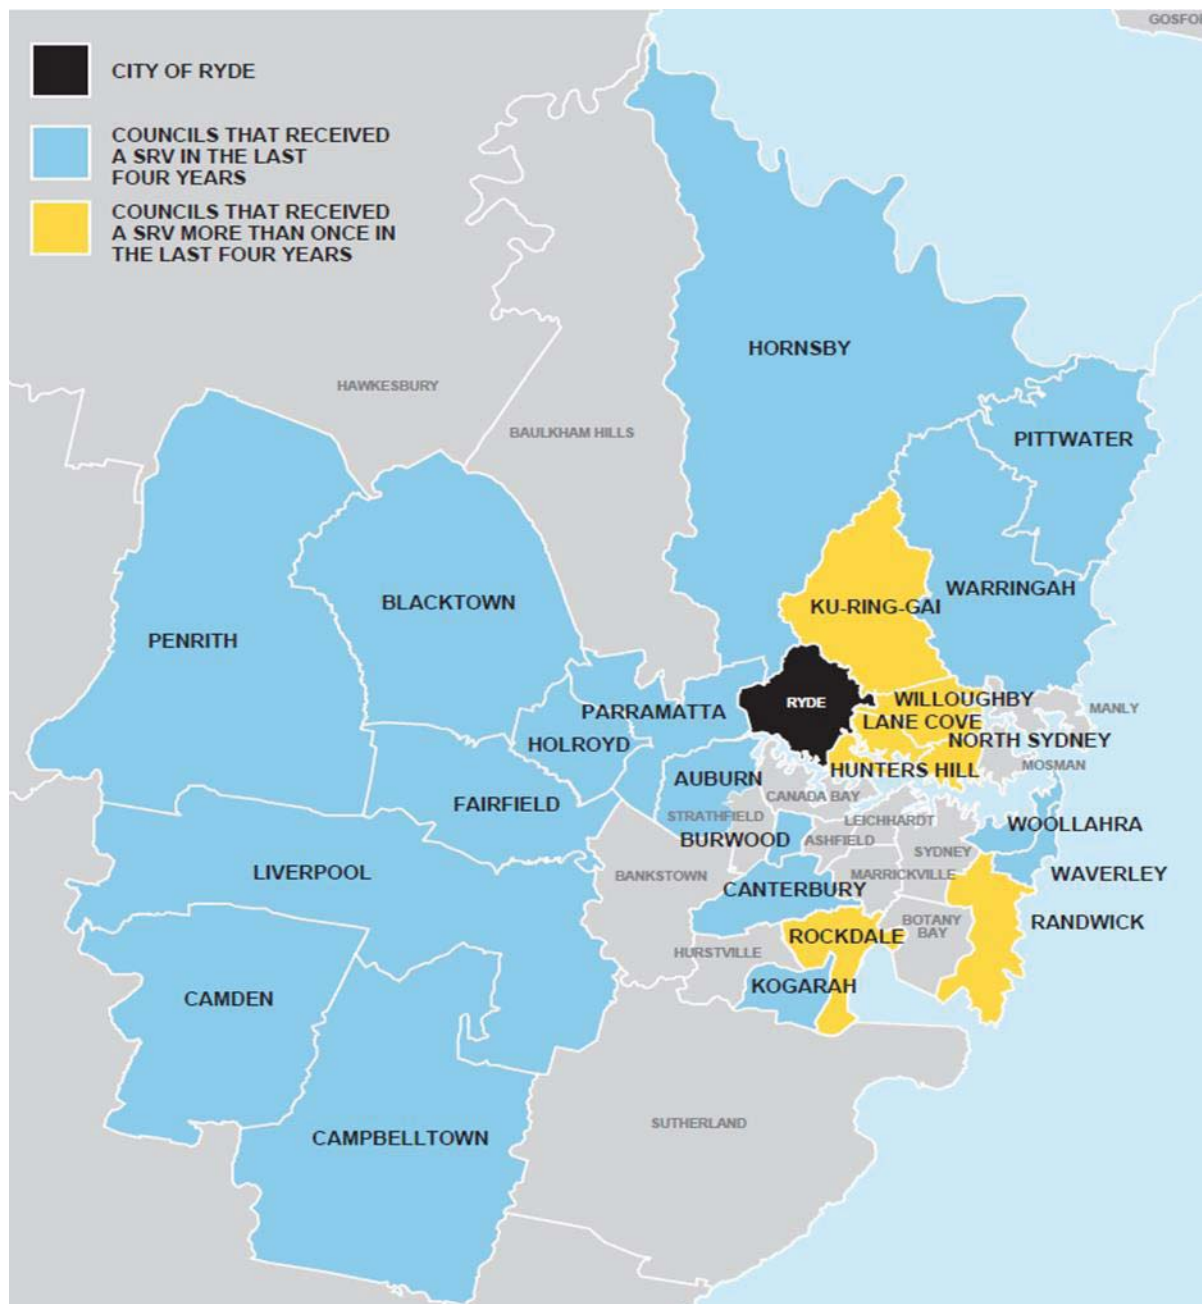 GOSFOR
CITY OF RYDE
COUNCILS THAT RECEIVED
A SRV IN THE LAST
FOUR YEARS
COUNCILS THAT RECEIVED
A SRV MORE THAN ONCE IN
THE LAST FOUR YEARS
HORNSBY
HAWKESBURY
BAULKHAM HILLS
PITTWATER
WARRINGAH
BLACKTOWN
KU-RING-GAI
PENRITH
RYDE
WILLOUGHBY
MANLY
PARRAMATTA
LANE COVE
HOLROYD
NORTH SYDNEY
MOSMAN
AUBURN
HUNTERS HILL
CANADA BAY
FAIRFIELD
STRATHFIELD
LEICHHARDT
WOOLLAHRA
BURWOOD
ASHFIELD
SYDNEY
LIVERPOOL
BANKSTOWN
MARRICKVILLE
WAVERLEY
CANTERBURY
BOTANY
BAY
RANDWICK
ROCKDALE
HURSTVILLE
KOGARAH
CAMDEN
SUTHERLAND
CAMPBELLTOWN